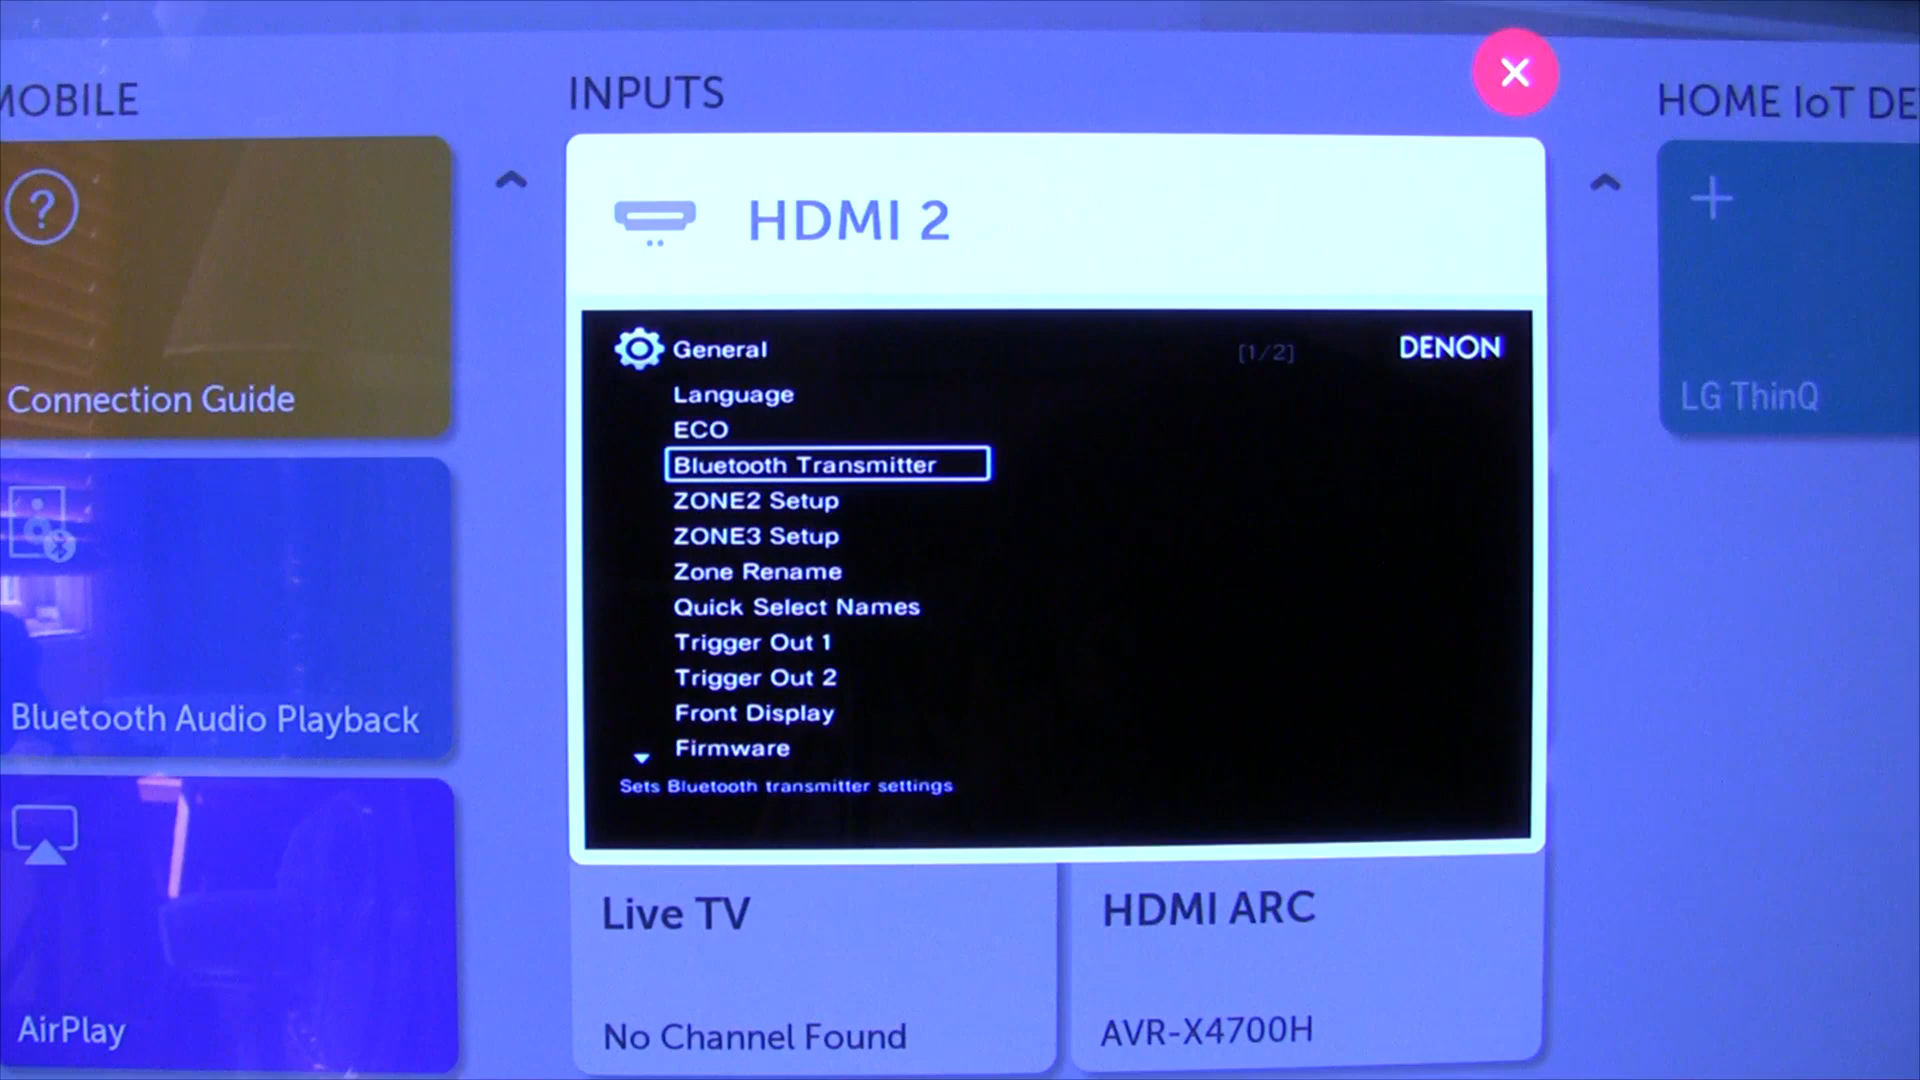 MOBILE
INPUTS
HOME IoT DE
HDMI 2
General
[1/2]
DENON
Language
ECO
Bluetooth Transmitter
ZONE2 Setup
ZONE3 Setup
Zone Rename
Quick Select Names
Trigger Out 1
Trigger Out 2
Front Display
Firmware
Sets Bluetooth transmitter settings
Connection Guide
Bluetooth Audio Playback
AirPlay
Live TV
No Channel Found
HDMI ARC
AVR-X4700H
LG ThinQ